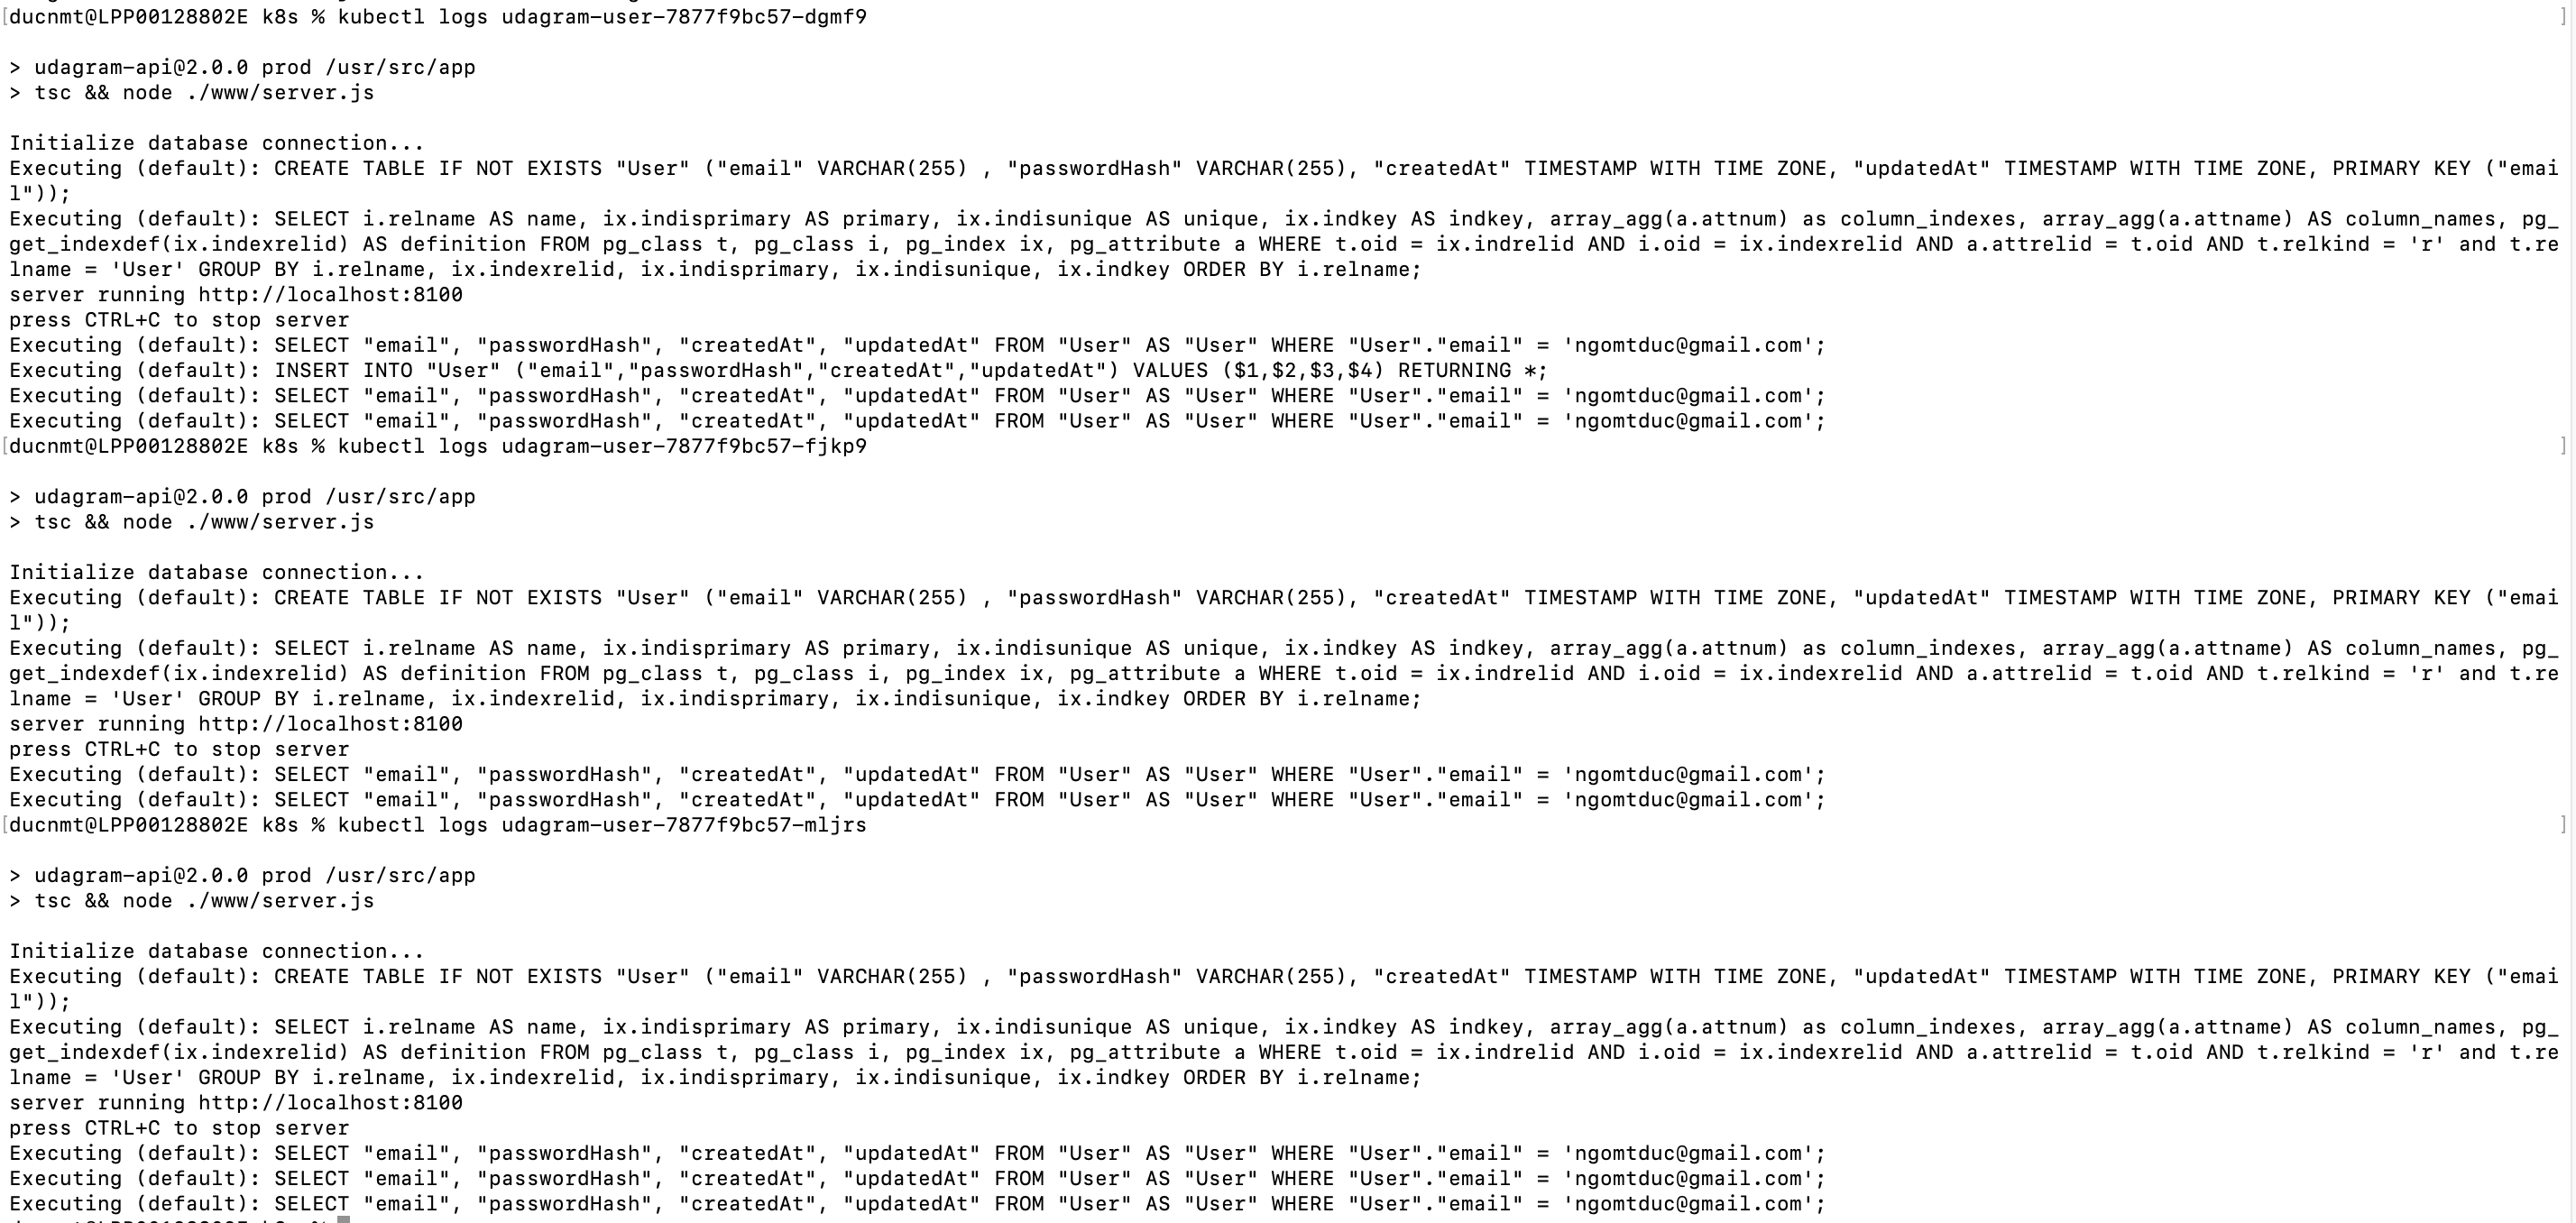 [ducnmt@LPP00128802E k8s % kubectl logs udagram-user-7877f9bc57-dgmf9 ]
> udagram-api@2.0.0 prod /usr/src/app
> tsc && node ./www/server.js
Initialize database connection...
Executing (default): CREATE TABLE IF NOT EXISTS "User" ("email" VARCHAR(255) , "passwordHash" VARCHAR(255), "createdAt" TIMESTAMP WITH TIME ZONE, "updatedAt" TIMESTAMP WITH TIME ZONE, PRIMARY KEY ("emai
l"));
Executing (default): SELECT i.relname AS name, ix.indisprimary AS primary, ix.indisunique AS unique, ix.indkey AS indkey, array_agg(a.attnum) as column_indexes, array_agg(a.attname) AS column_names, pg_
get_indexdef(ix.indexrelid) AS definition FROM pg_class t, pg_class i, pg_index ix, pg_attribute a WHERE t.oid = ix.indrelid AND i.oid = ix.indexrelid AND a.attrelid = t.oid AND t.relkind = 'r' and t.re
lname = 'User' GROUP BY i.relname, ix.indexrelid, ix.indisprimary, ix.indisunique, ix.indkey ORDER BY i.relname;
server running http://localhost:8100
press CTRL+C to stop server
Executing (default): SELECT "email", "passwordHash", "createdAt", "updatedAt" FROM "User" AS "User" WHERE "User"."email" = 'ngomtduc@gmail.com';
Executing (default): INSERT INTO "User" ("email","passwordHash","createdAt","updatedAt") VALUES ($1,$2,$3,$4) RETURNING *;
Executing (default): SELECT "email", "passwordHash", "createdAt", "updatedAt" FROM "User" AS "User" WHERE "User"."email" = 'ngomtduc@gmail.com';
Executing (default): SELECT "email", "passwordHash", "createdAt", "updatedAt" FROM "User" AS "User" WHERE "User"."email" = 'ngomtduc@gmail.com';
[ducnmt@LPP00128802E k8s % kubectl logs udagram-user-7877f9bc57-fjkp9 ]
> udagram-api@2.0.0 prod /usr/src/app
> tsc && node ./www/server.js
Initialize database connection...
Executing (default): CREATE TABLE IF NOT EXISTS "User" ("email" VARCHAR(255) , "passwordHash" VARCHAR(255), "createdAt" TIMESTAMP WITH TIME ZONE, "updatedAt" TIMESTAMP WITH TIME ZONE, PRIMARY KEY ("emai
l"));
Executing (default): SELECT i.relname AS name, ix.indisprimary AS primary, ix.indisunique AS unique, ix.indkey AS indkey, array_agg(a.attnum) as column_indexes, array_agg(a.attname) AS column_names, pg_
get_indexdef(ix.indexrelid) AS definition FROM pg_class t, pg_class i, pg_index ix, pg_attribute a WHERE t.oid = ix.indrelid AND i.oid = ix.indexrelid AND a.attrelid = t.oid AND t.relkind = 'r' and t.re
lname = 'User' GROUP BY i.relname, ix.indexrelid, ix.indisprimary, ix.indisunique, ix.indkey ORDER BY i.relname;
server running http://localhost:8100
press CTRL+C to stop server
Executing (default): SELECT "email", "passwordHash", "createdAt", "updatedAt" FROM "User" AS "User" WHERE "User"."email" = 'ngomtduc@gmail.com';
Executing (default): SELECT "email", "passwordHash", "createdAt", "updatedAt" FROM "User" AS "User" WHERE "User"."email" = 'ngomtduc@gmail.com';
[ducnmt@LPP00128802E k8s % kubectl logs udagram-user-7877f9bc57-mljrs ]
> udagram-api@2.0.0 prod /usr/src/app
> tsc && node ./www/server.js
Initialize database connection...
Executing (default): CREATE TABLE IF NOT EXISTS "User" ("email" VARCHAR(255) , "passwordHash" VARCHAR(255), "createdAt" TIMESTAMP WITH TIME ZONE, "updatedAt" TIMESTAMP WITH TIME ZONE, PRIMARY KEY ("emai
l"));
Executing (default): SELECT i.relname AS name, ix.indisprimary AS primary, ix.indisunique AS unique, ix.indkey AS indkey, array_agg(a.attnum) as column_indexes, array_agg(a.attname) AS column_names, pg_
get_indexdef(ix.indexrelid) AS definition FROM pg_class t, pg_class i, pg_index ix, pg_attribute a WHERE t.oid = ix.indrelid AND i.oid = ix.indexrelid AND a.attrelid = t.oid AND t.relkind = 'r' and t.re
lname = 'User' GROUP BY i.relname, ix.indexrelid, ix.indisprimary, ix.indisunique, ix.indkey ORDER BY i.relname;
server running http://localhost:8100
press CTRL+C to stop server
Executing (default): SELECT "email", "passwordHash", "createdAt", "updatedAt" FROM "User" AS "User" WHERE "User"."email" = 'ngomtduc@gmail.com';
Executing (default): SELECT "email", "passwordHash", "createdAt", "updatedAt" FROM "User" AS "User" WHERE "User"."email" = 'ngomtduc@gmail.com';
Executing (default): SELECT "email", "passwordHash", "createdAt", "updatedAt" FROM "User" AS "User" WHERE "User"."email" = 'ngomtduc@gmail.com';